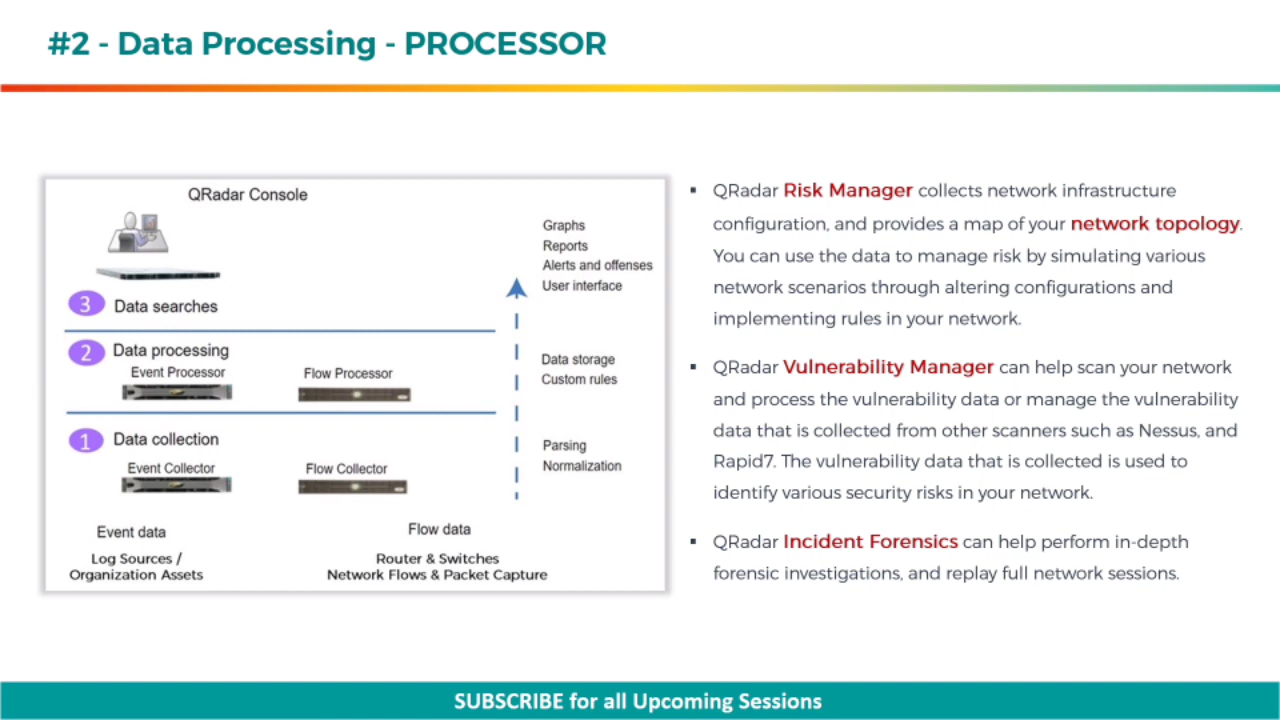 #2 - Data Processing - PROCESSOR
QRadar Console
Graphs
Reports
Alerts and offenses
User interface
3 Data searches
2 Data processing
Event Processor
Flow Processor
Data storage
Custom rules
1 Data collection
Event Collector
Flow Collector
Parsing
Normalization
Event data
Flow data
Log Sources /
Organization Assets
Router & Switches
Network Flows & Packet Capture
▪ QRadar Risk Manager collects network infrastructure
configuration, and provides a map of your network topology.
You can use the data to manage risk by simulating various
network scenarios through altering configurations and
implementing rules in your network.
▪ QRadar Vulnerability Manager can help scan your network
and process the vulnerability data or manage the vulnerability
data that is collected from other scanners such as Nessus, and
Rapid7. The vulnerability data that is collected is used to
identify various security risks in your network.
▪ QRadar Incident Forensics can help perform in-depth
forensic investigations, and replay full network sessions.
SUBSCRIBE for all Upcoming Sessions